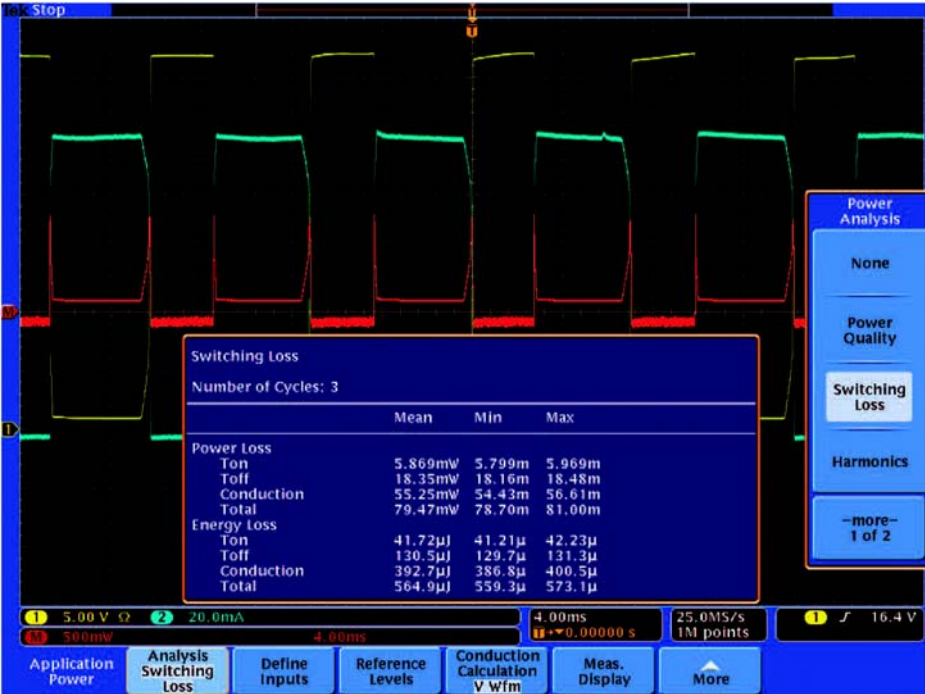 Tek Stop
T
T
Power
Analysis
None
Power
Quality
Switching
Loss
Harmonics
-more-
1 of 2
M
1
Switching Loss
Number of Cycles: 3
Mean Min Max
Power Loss
Ton 5.869mW 5.799m 5.969m
Toff 18.35mW 18.16m 18.48m
Conduction 55.25mW 54.43m 56.61m
Total 79.47mW 78.70m 81.00m
Energy Loss
Ton 41.72µJ 41.21µ 42.23µ
Toff 130.5µJ 129.7µ 131.3µ
Conduction 392.7µJ 386.8µ 400.5µ
Total 564.9µJ 559.3µ 573.1µ
1 5.00 V Ω 2 20.0mA 4.00ms 25.0MS/s 1 16.4 V
M 500mW 4.00ms T→▼0.00000 s 1M points
Application
Power
Analysis
Switching
Loss
Define
Inputs
Reference
Levels
Conduction
Calculation
V Wfm
Meas.
Display
More